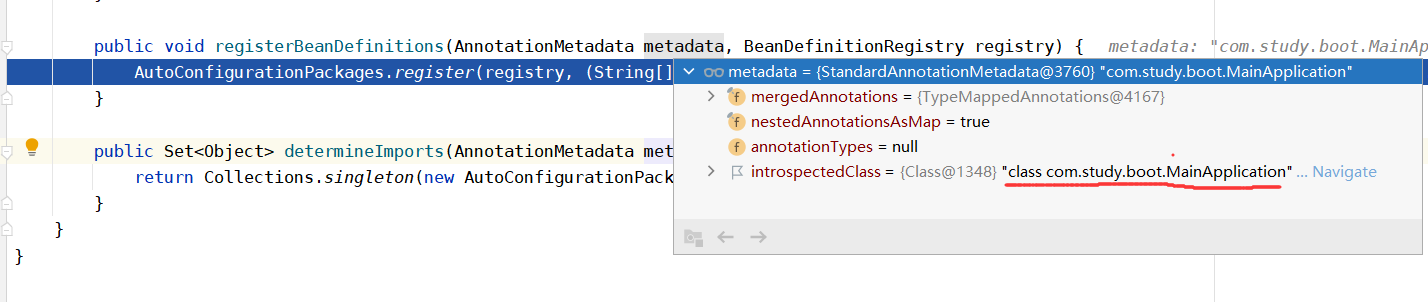 public void registerBeanDefinitions(AnnotationMetadata metadata, BeanDefinitionRegistry registry) { metadata: "com.study.boot.MainAp
AutoConfigurationPackages.register(registry, (String[]
metadata = {StandardAnnotationMetadata@3760} "com.study.boot.MainApplication"
}
mergedAnnotations = {TypeMappedAnnotations@4167}
nestedAnnotationsAsMap = true
public Set<Object> determineImports(AnnotationMetadata met
annotationTypes = null
return Collections.singleton(new AutoConfigurationPack
introspectedClass = {Class@1348} "class com.study.boot.MainApplication" ... Navigate
}
}
}